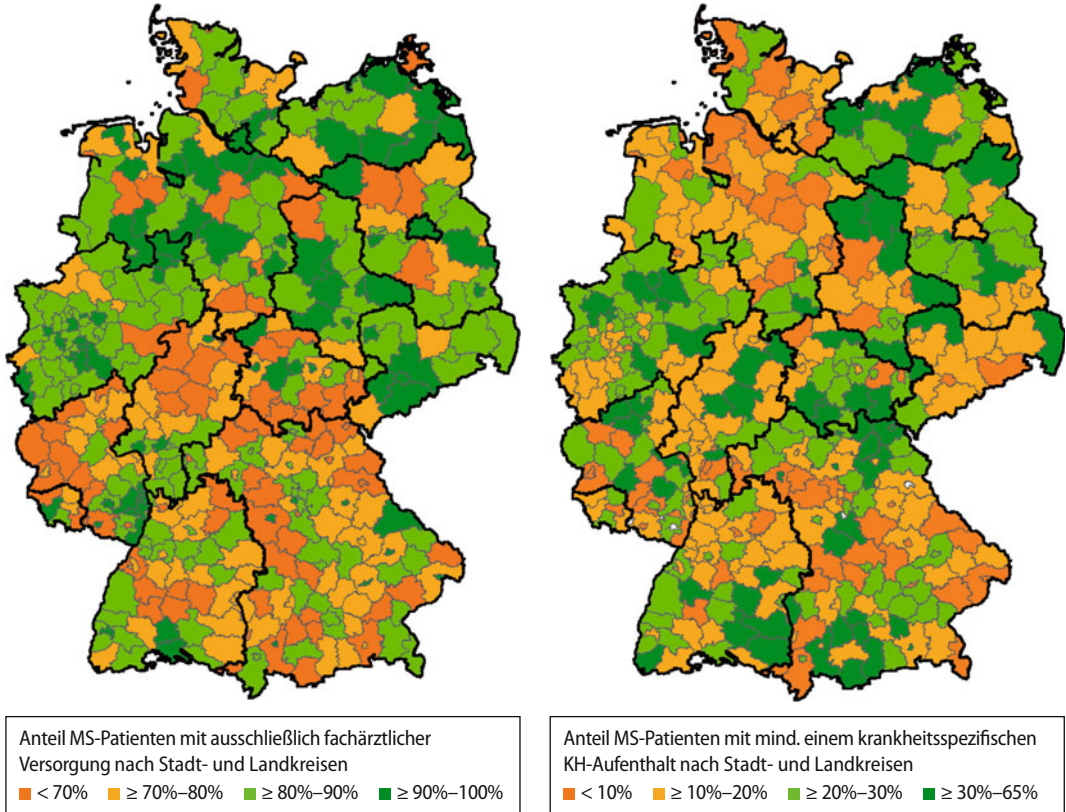 Anteil MS-Patienten mit ausschließlich fachärztlicher
Versorgung nach Stadt- und Landkreisen
< 70% ≥ 70%–80% ≥ 80%–90% ≥ 90%–100%
Anteil MS-Patienten mit mind. einem krankheitsspezifischen
KH-Aufenthalt nach Stadt- und Landkreisen
< 10% ≥ 10%–20% ≥ 20%–30% ≥ 30%–65%